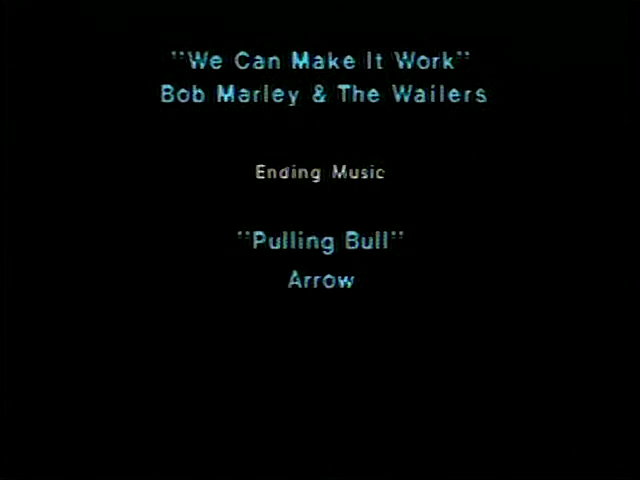 "We Can Make It Work"
Bob Marley & The Wailers
Ending Music
"Pulling Bull"
Arrow